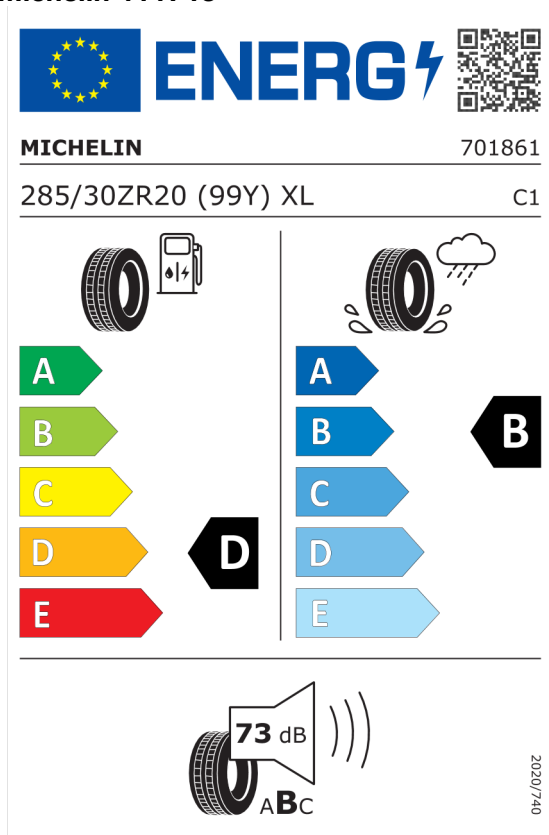 ENERG
MICHELIN 701861
285/30ZR20 (99Y) XL C1
A
B
C
D
E
D
A
B
C
D
E
B
73 dB
ABC
2020/740